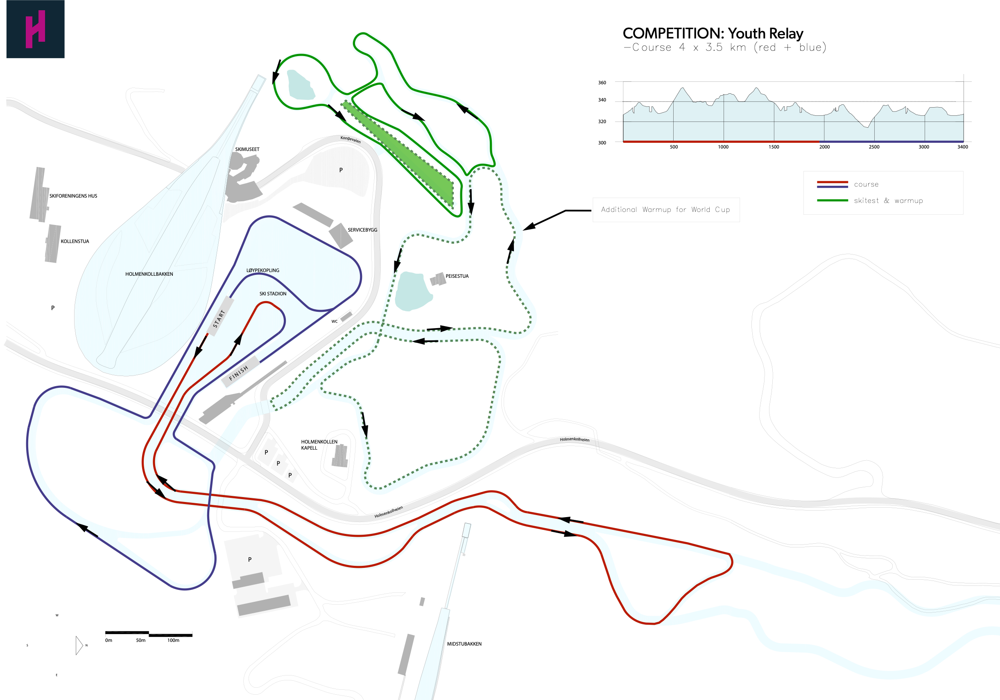 COMPETITION: Youth Relay
-Course 4 x 3.5 km (red + blue)
360
340
320
300
500
1000
1500
2000
2500
3000
3400
course
skitest & warmup
Additional Warmup for World Cup
Kongeveien
SKIMUSEET
P
SKIFORENINGENS HUS
SERVICEBYGG
KOLLENSTUA
LØYPEKOPLING
HOLMENKOLLBAKKEN
PEISESTUA
SKI STADION
P
START
WC
FINISH
Holmenkollveien
HOLMENKOLLEN
KAPELL
P
P
P
Holmenkollveien
P
W
0m
50m
100m
S
N
MIDSTUBAKKEN
E